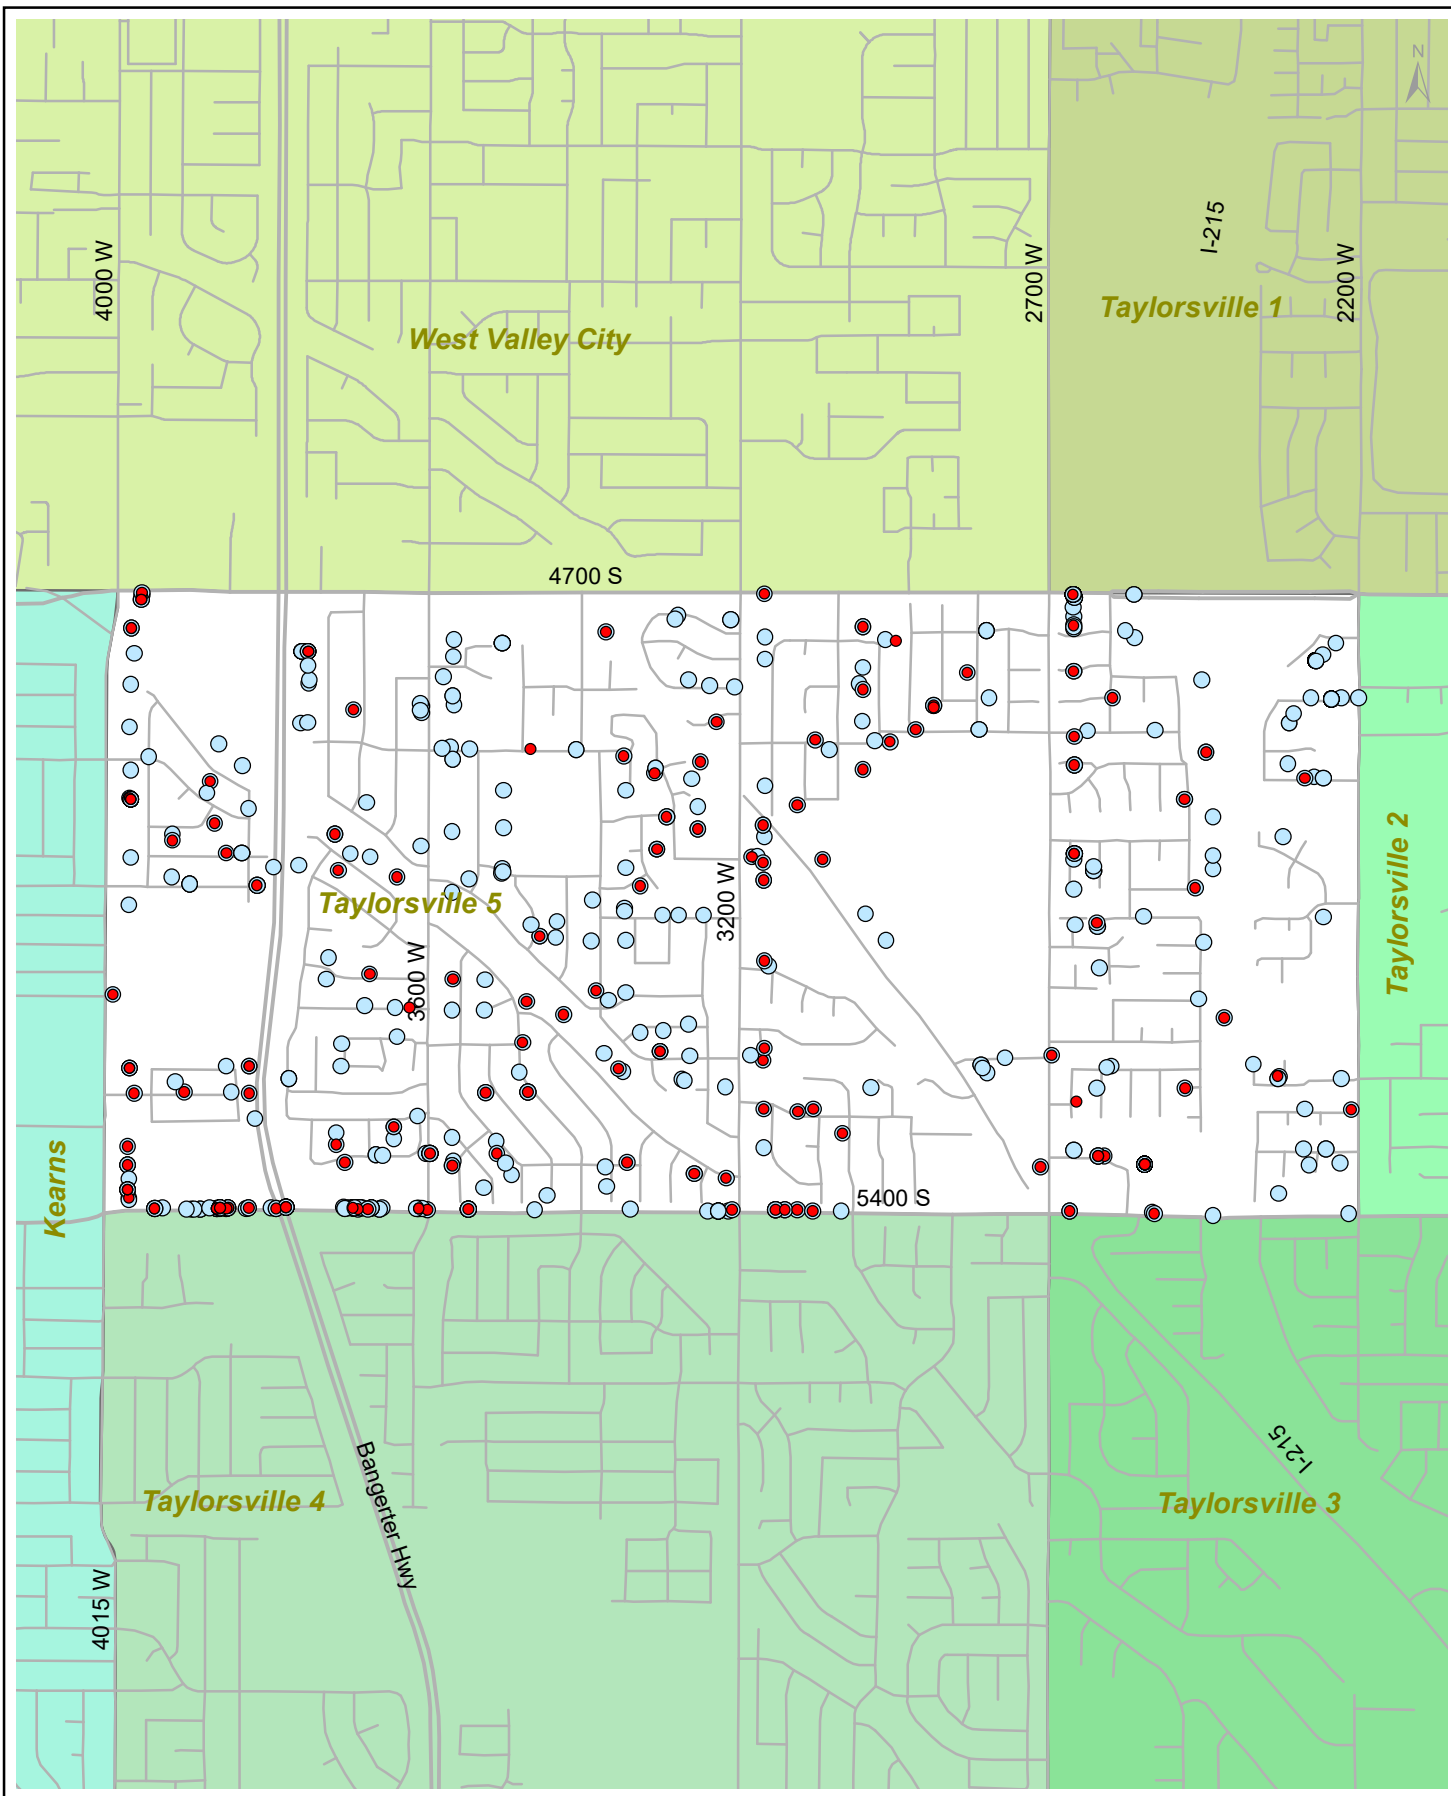 N
I-215
4000 W
2700 W
2200 W
Taylorsville 1
West Valley City
4700 S
Taylorsville 2
3200 W
Taylorsville 5
3600 W
Kearns
5400 S
I-215
Taylorsville 4
Bangerter Hwy
Taylorsville 3
4015 W